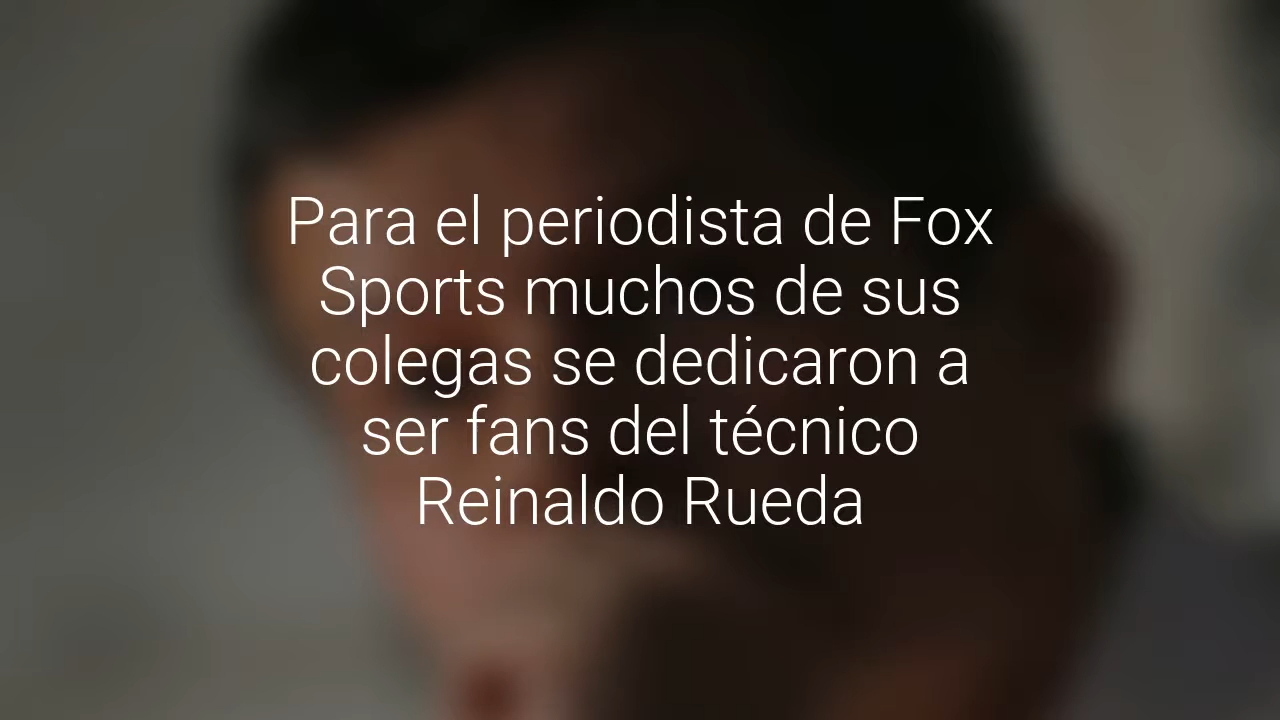 Para el periodista de Fox
Sports muchos de sus
colegas se dedicaron a
ser fans del técnico
Reinaldo Rueda